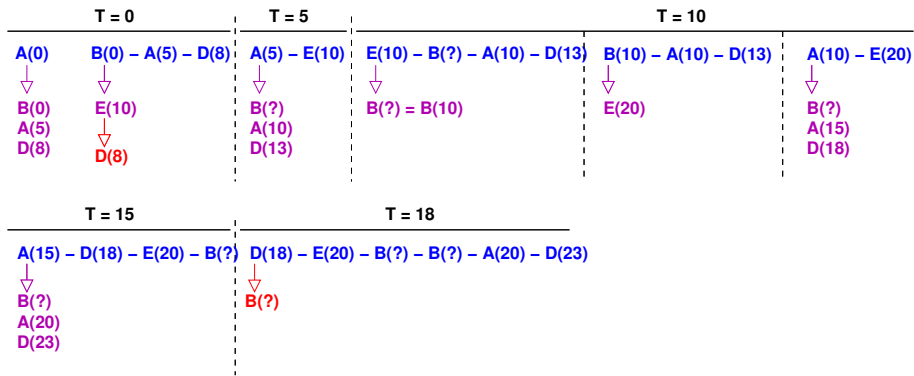 T = 0 T = 5 T = 10
A(0) B(0) – A(5) – D(8) A(5) – E(10) E(10) – B(?) – A(10) – D(13) B(10) – A(10) – D(13) A(10) – E(20)
B(0) E(10) B(?) B(?) = B(10) E(20) B(?)
A(5) A(10) A(15)
D(8) D(8) D(13) D(18)
T = 15 T = 18
A(15) – D(18) – E(20) – B(?) D(18) – E(20) – B(?) – B(?) – A(20) – D(23)
B(?) B(?)
A(20)
D(23)